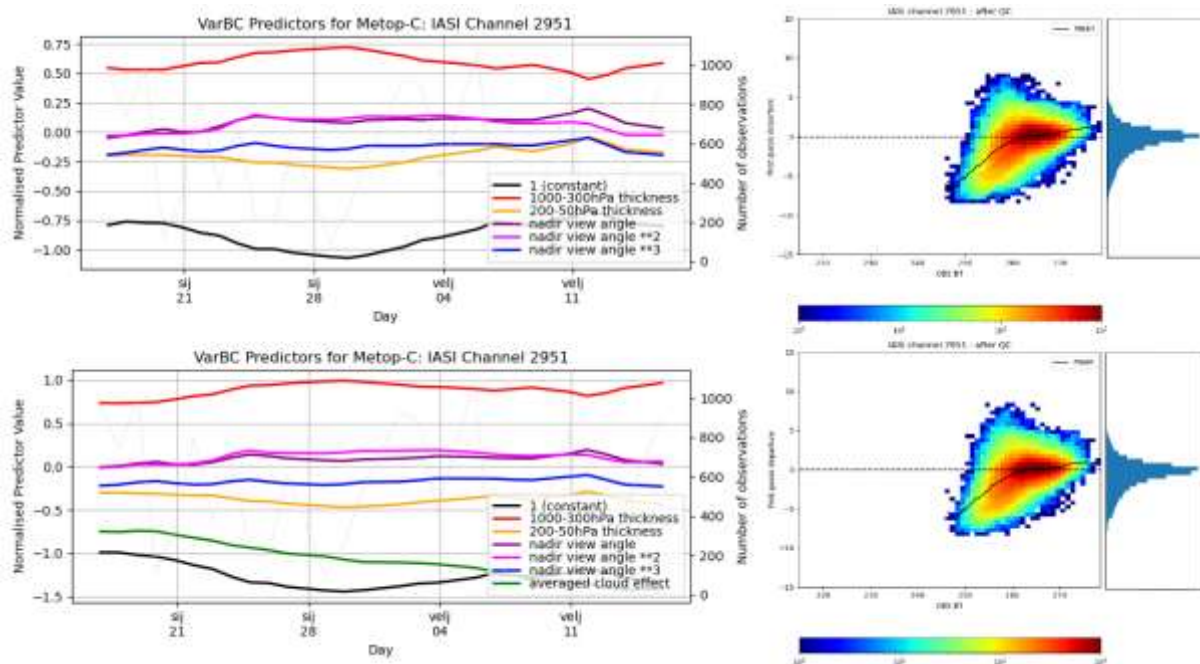 VarBC Predictors for Metop-C: IASI Channel 2951
Normalised Predictor Value
0.75
0.50
0.25
0.00
−0.25
−0.50
−0.75
−1.00
1000
800
600
400
200
0
Number of observations
1 (constant)
1000-300hPa thickness
200-50hPa thickness
nadir view angle
nadir view angle **2
nadir view angle **3
sij 21
sij 28
velj 04
velj 11
Day
mean
VarBC Predictors for Metop-C: IASI Channel 2951
Normalised Predictor Value
1.0
0.5
0.0
−0.5
−1.0
−1.5
1000
800
600
400
200
0
Number of observations
1 (constant)
1000-300hPa thickness
200-50hPa thickness
nadir view angle
nadir view angle **2
nadir view angle **3
averaged cloud effect
sij 21
sij 28
velj 04
velj 11
Day
First guess departure